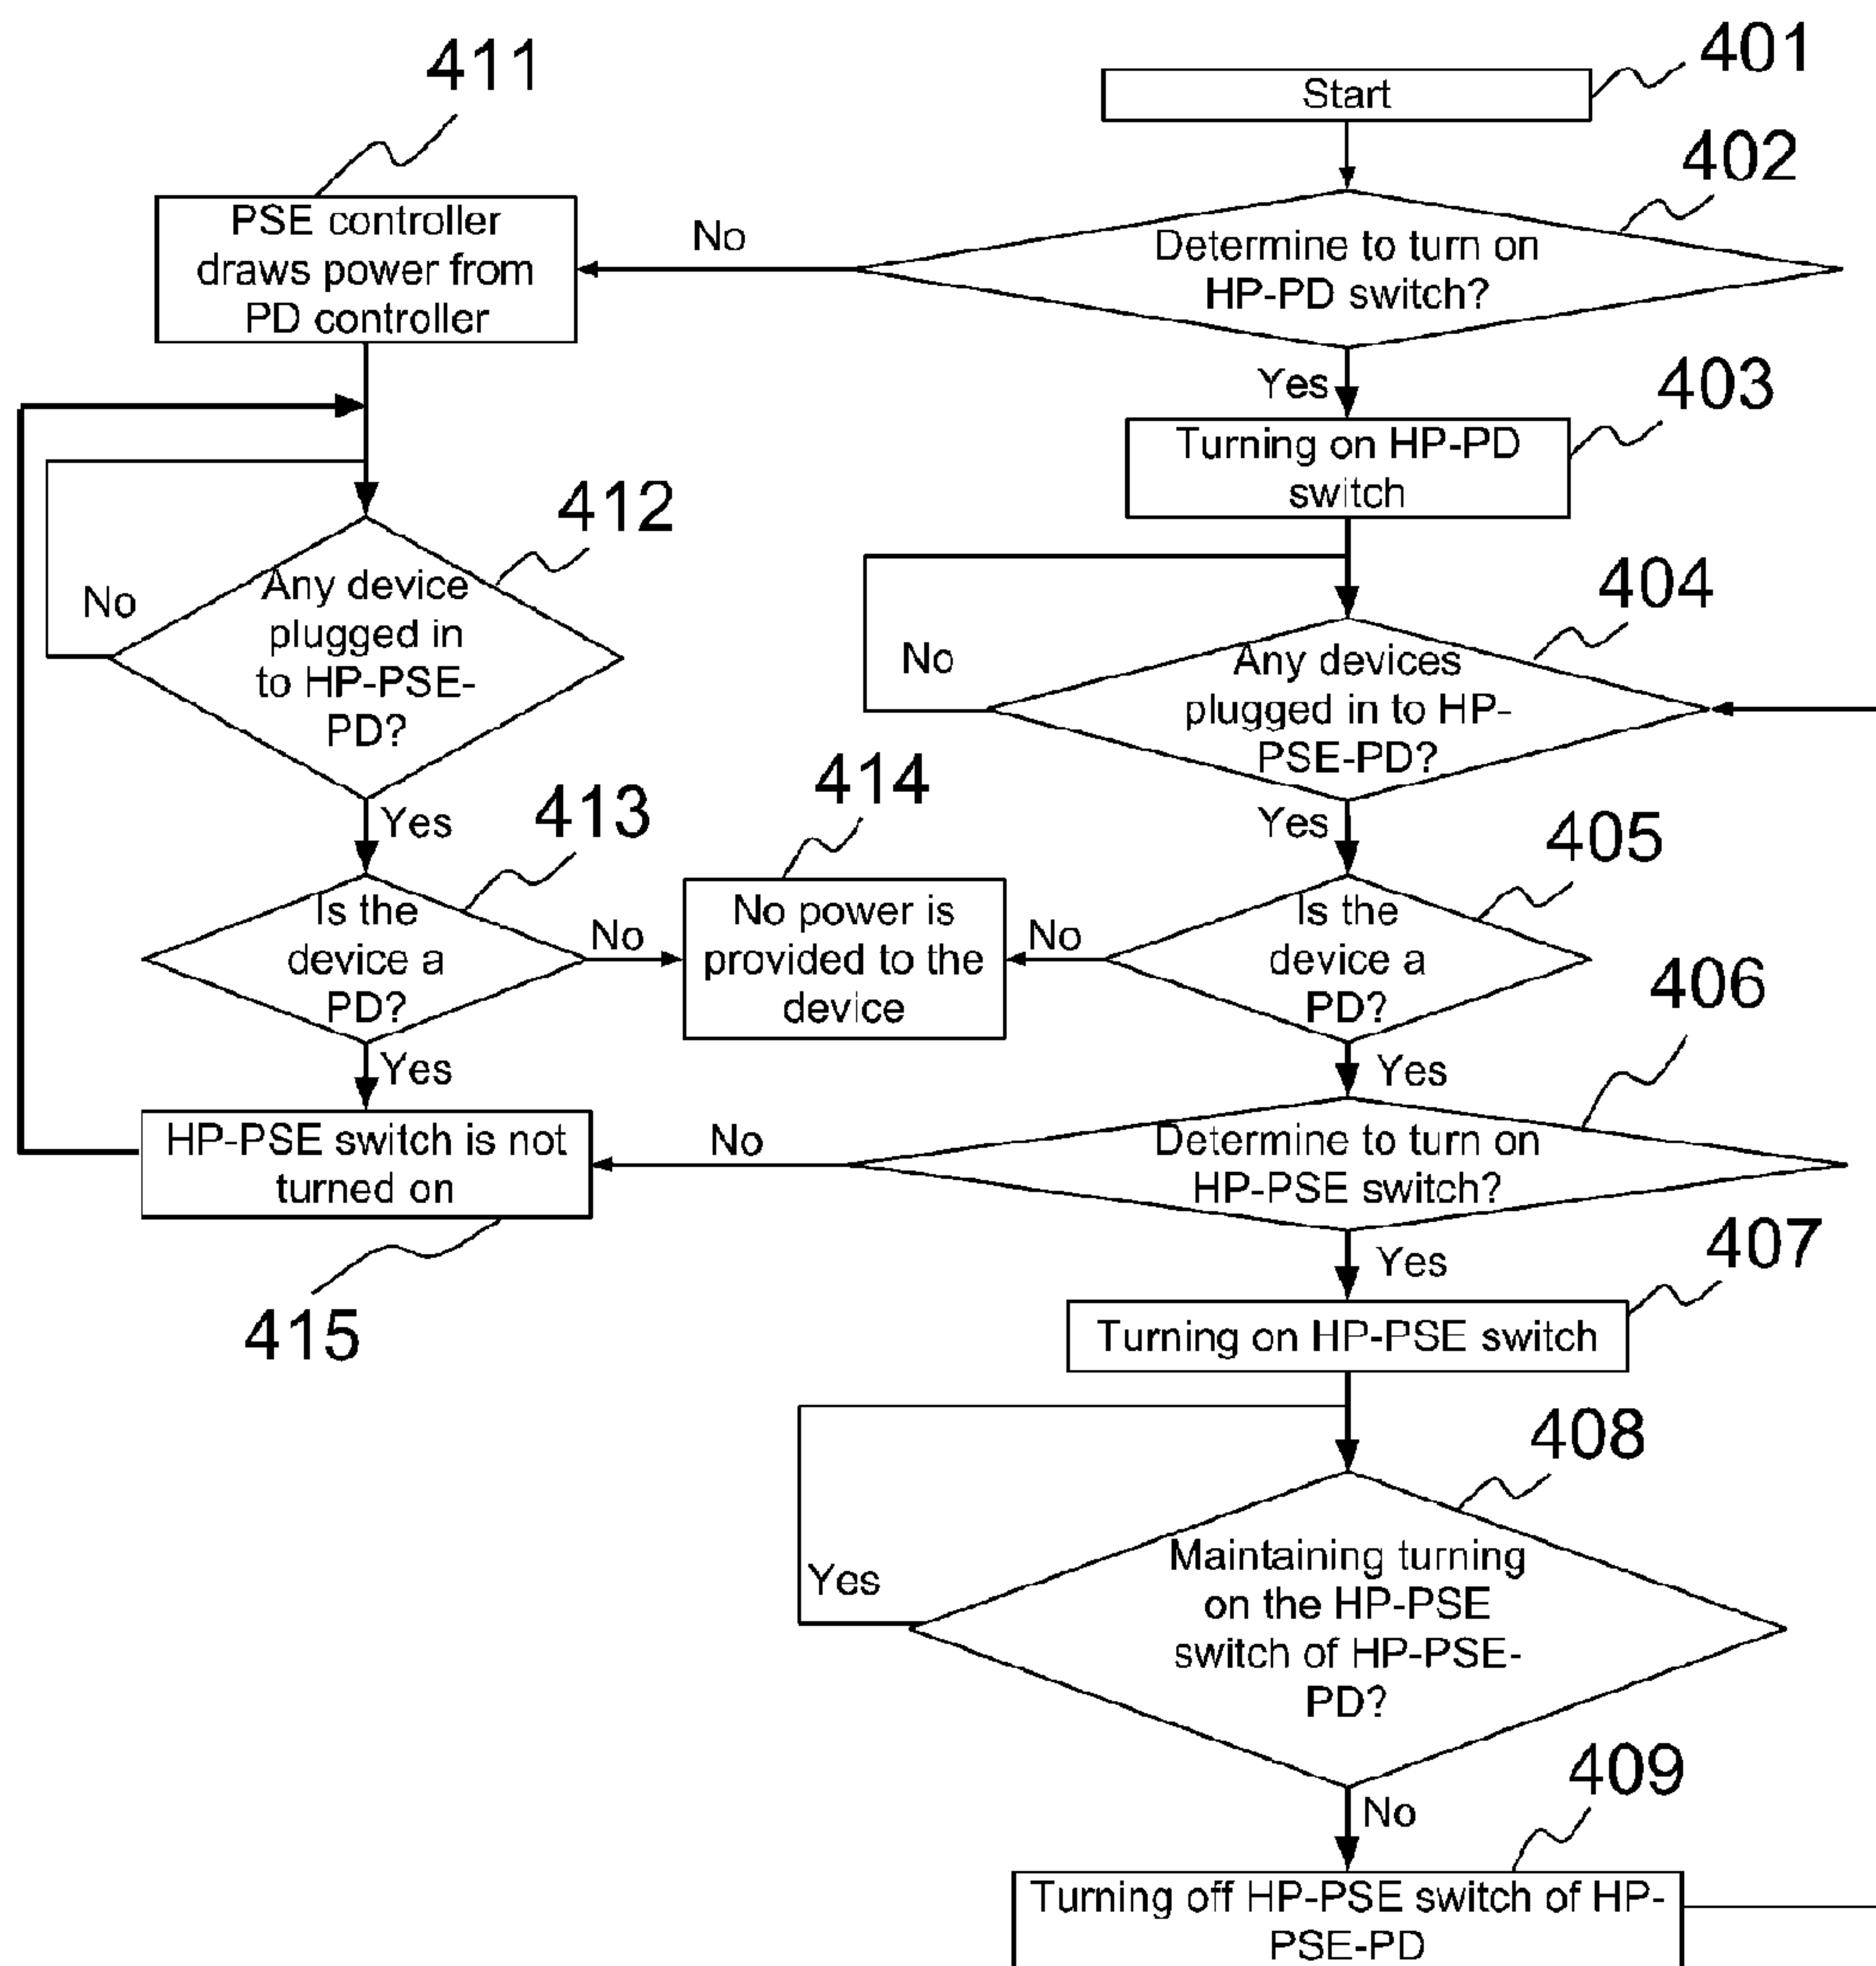 401
Start
402
Determine to turn on
HP-PD switch?
No
Yes
411
PSE controller
draws power from
PD controller
403
Turning on HP-PD
switch
412
Any device
plugged in
to HP-PSE-
PD?
No
Yes
404
Any devices
plugged in to HP-
PSE-PD?
No
Yes
413
Is the
device a
PD?
No
Yes
414
No power is
provided to the
device
405
Is the
device a
PD?
No
Yes
406
Determine to turn on
HP-PSE switch?
No
Yes
HP-PSE switch is not
turned on
415
407
Turning on HP-PSE switch
408
Maintaining turning
on the HP-PSE
switch of HP-PSE-
PD?
Yes
No
409
Turning off HP-PSE switch of HP-
PSE-PD